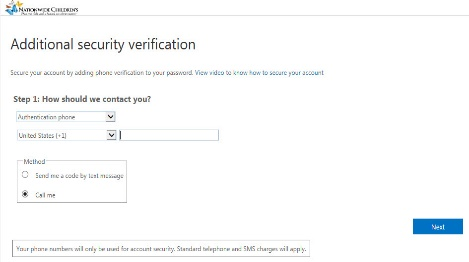 NATIONWIDE CHILDREN'S
Additional security verification
Secure your account by adding phone verification to your password. View video to know how to secure your account
Step 1: How should we contact you?
Authentication phone
United States (+1)
Method
Send me a code by text message
Call me
Next
Your phone numbers will only be used for account security. Standard telephone and SMS charges will apply.